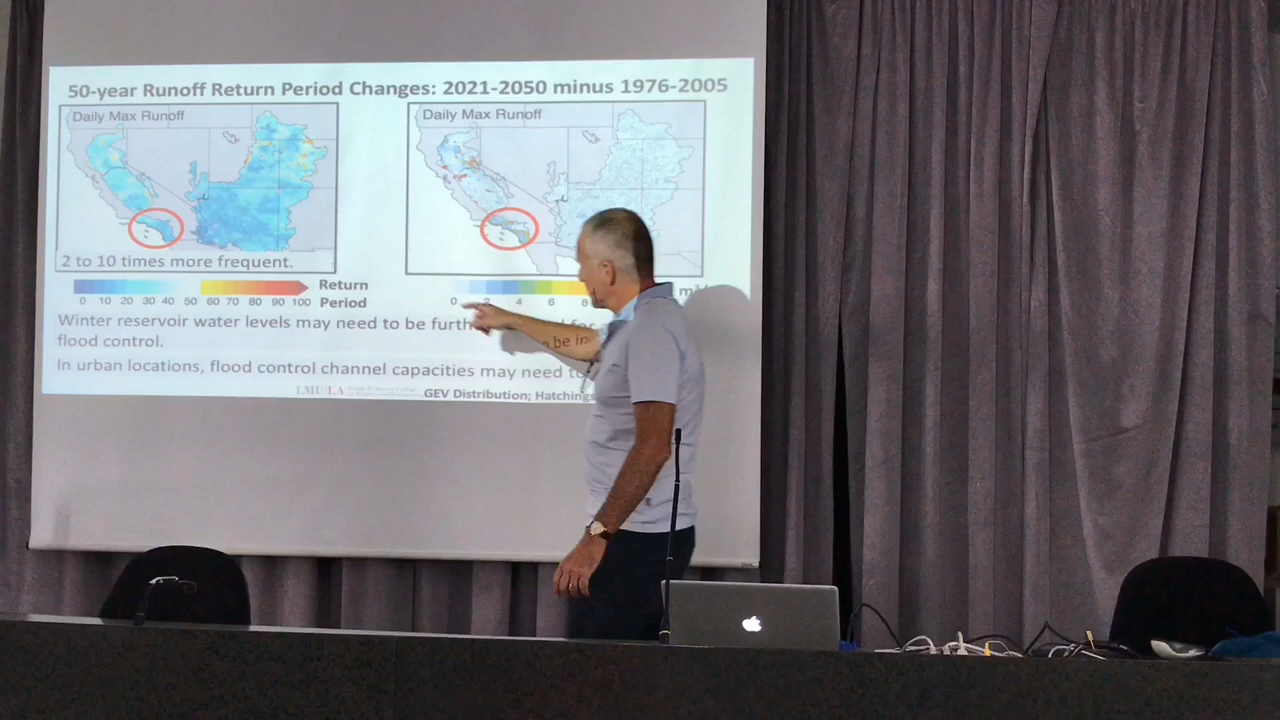 50-year Runoff Return Period Changes: 2021-2050 minus 1976-2005
Daily Max Runoff
Daily Max Runoff
2 to 10 times more frequent.
0 10 20 30 40 50 60 70 80 90 100
Return
Period
0 2 4 6 8
Winter reservoir water levels may need to be
flood control.
be
In urban locations, flood control channel capacities may need to
LMU LA
GEV Distribution; Hatchings